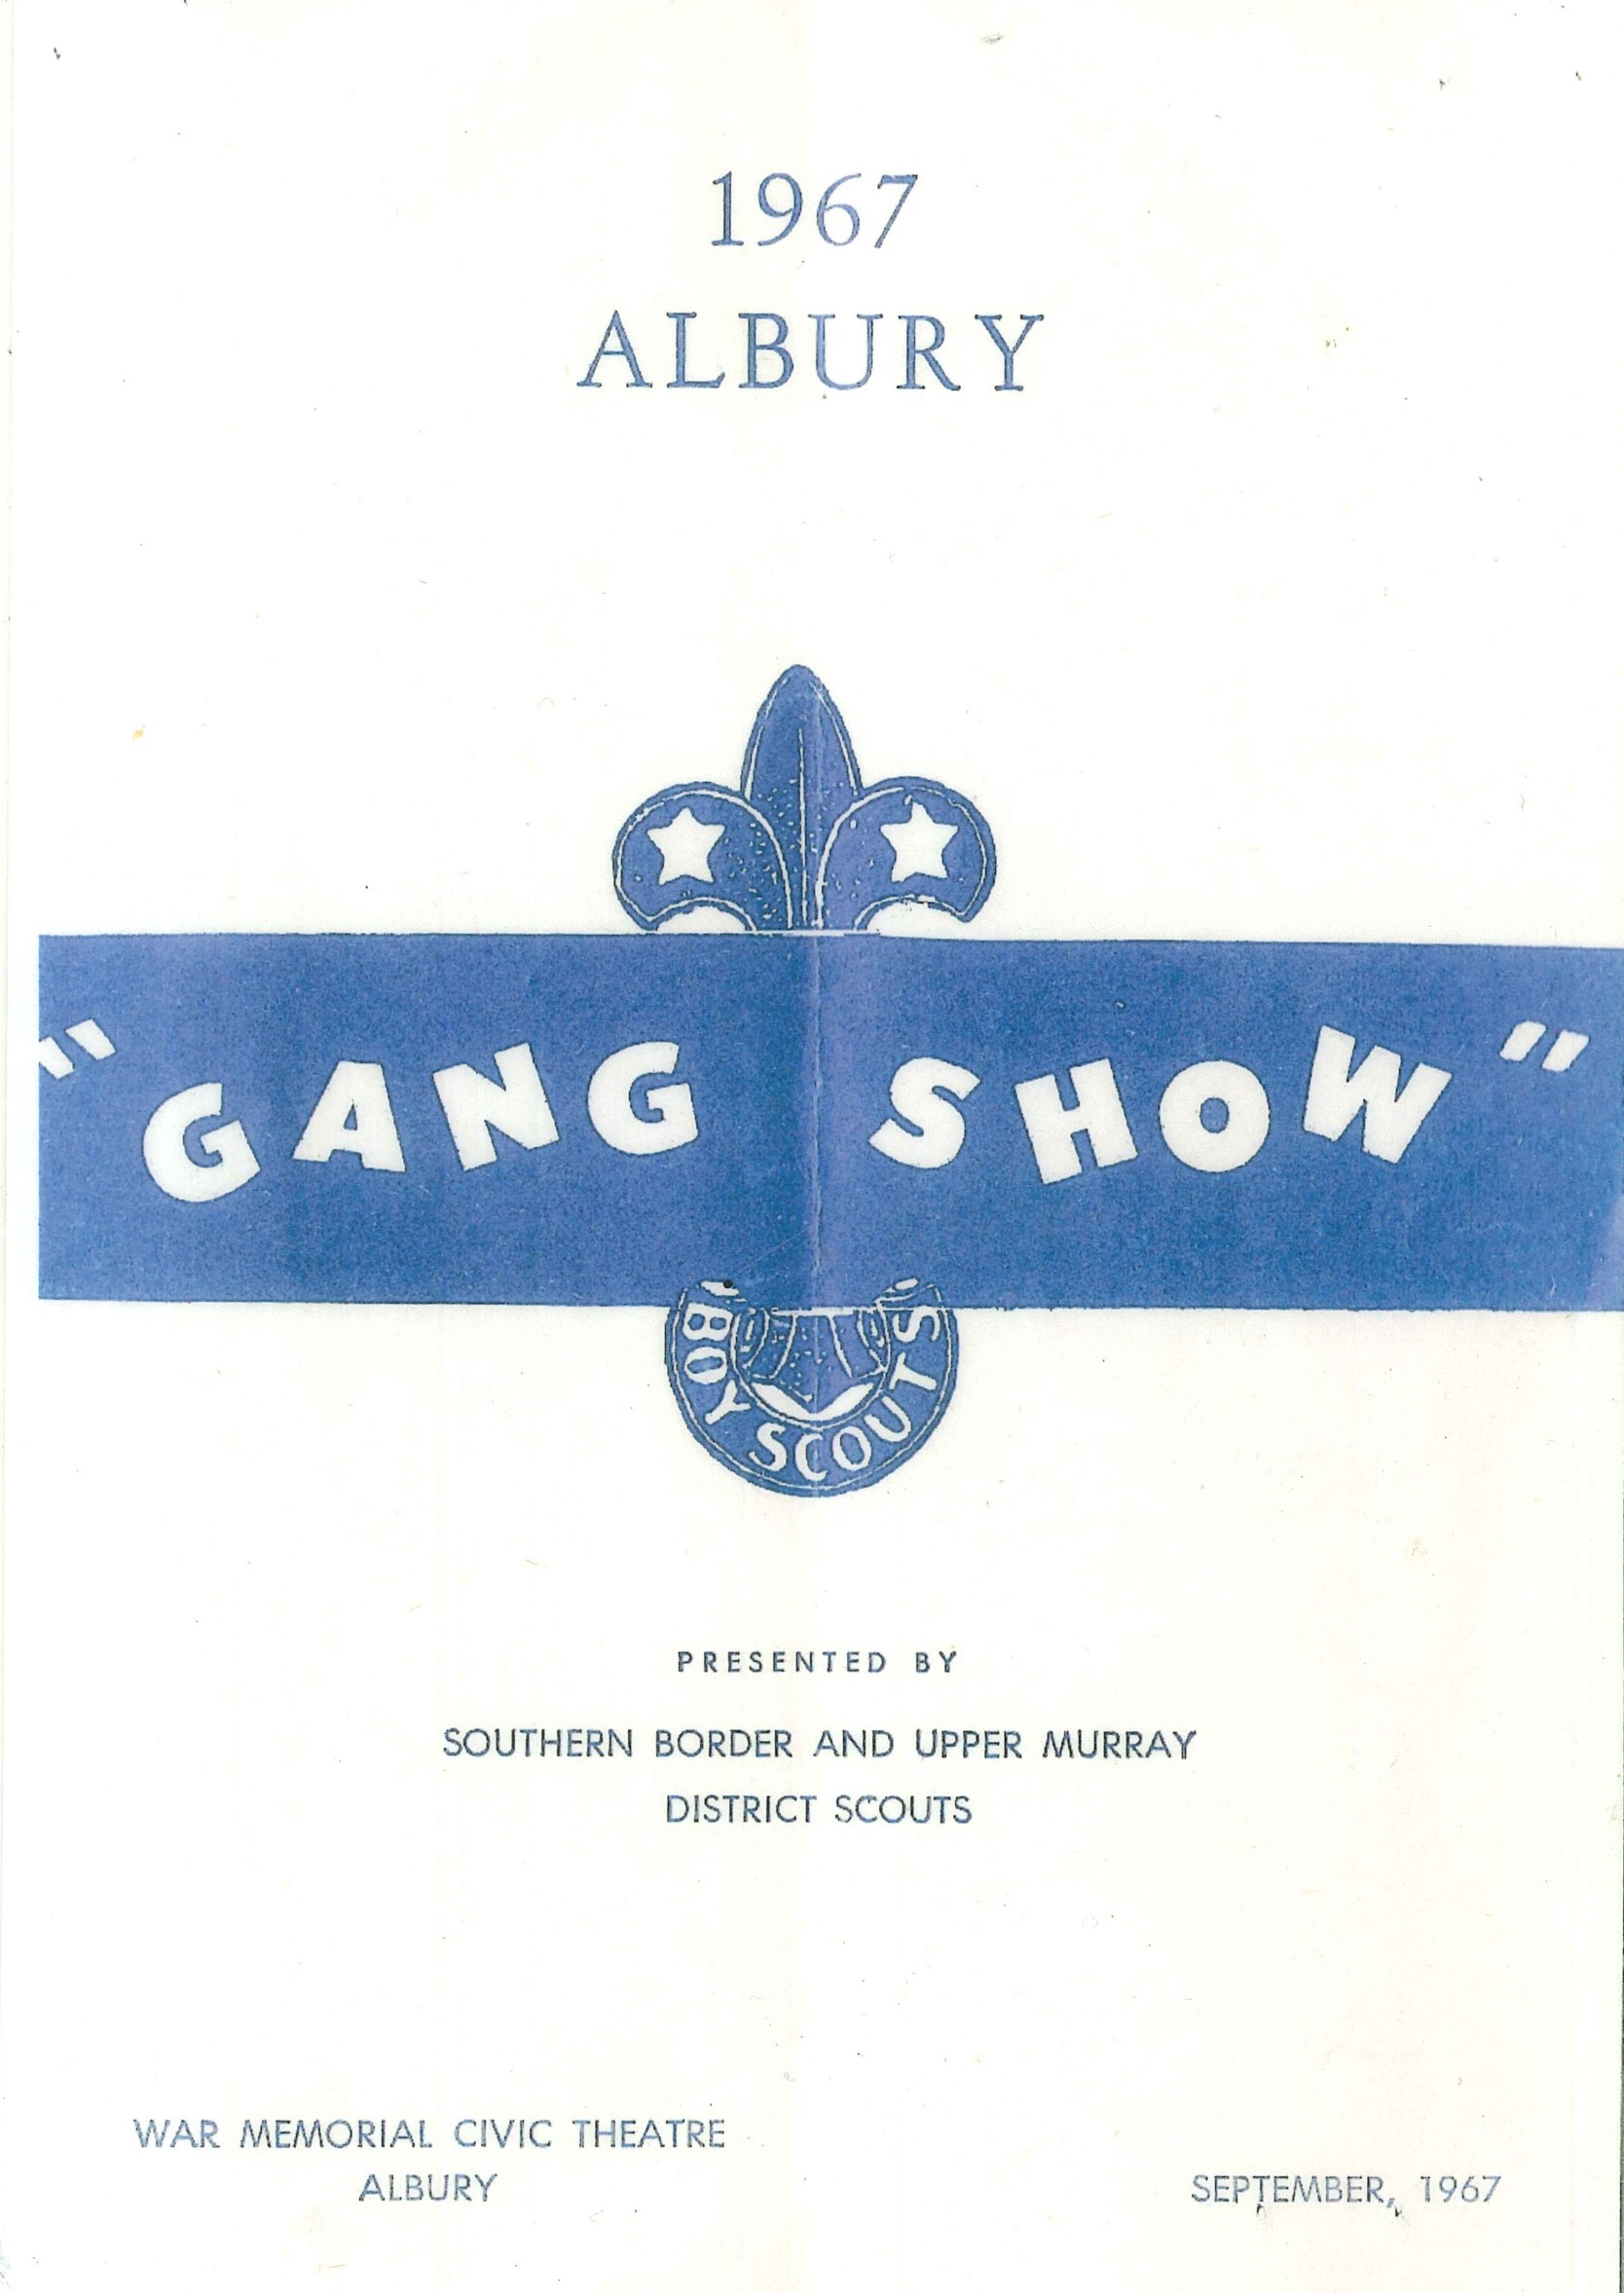 1967
ALBURY
"GANG SHOW"
BOY SCOUTS
PRESENTED BY
SOUTHERN BORDER AND UPPER MURRAY
DISTRICT SCOUTS
WAR MEMORIAL CIVIC THEATRE
ALBURY
SEPTEMBER, 1967